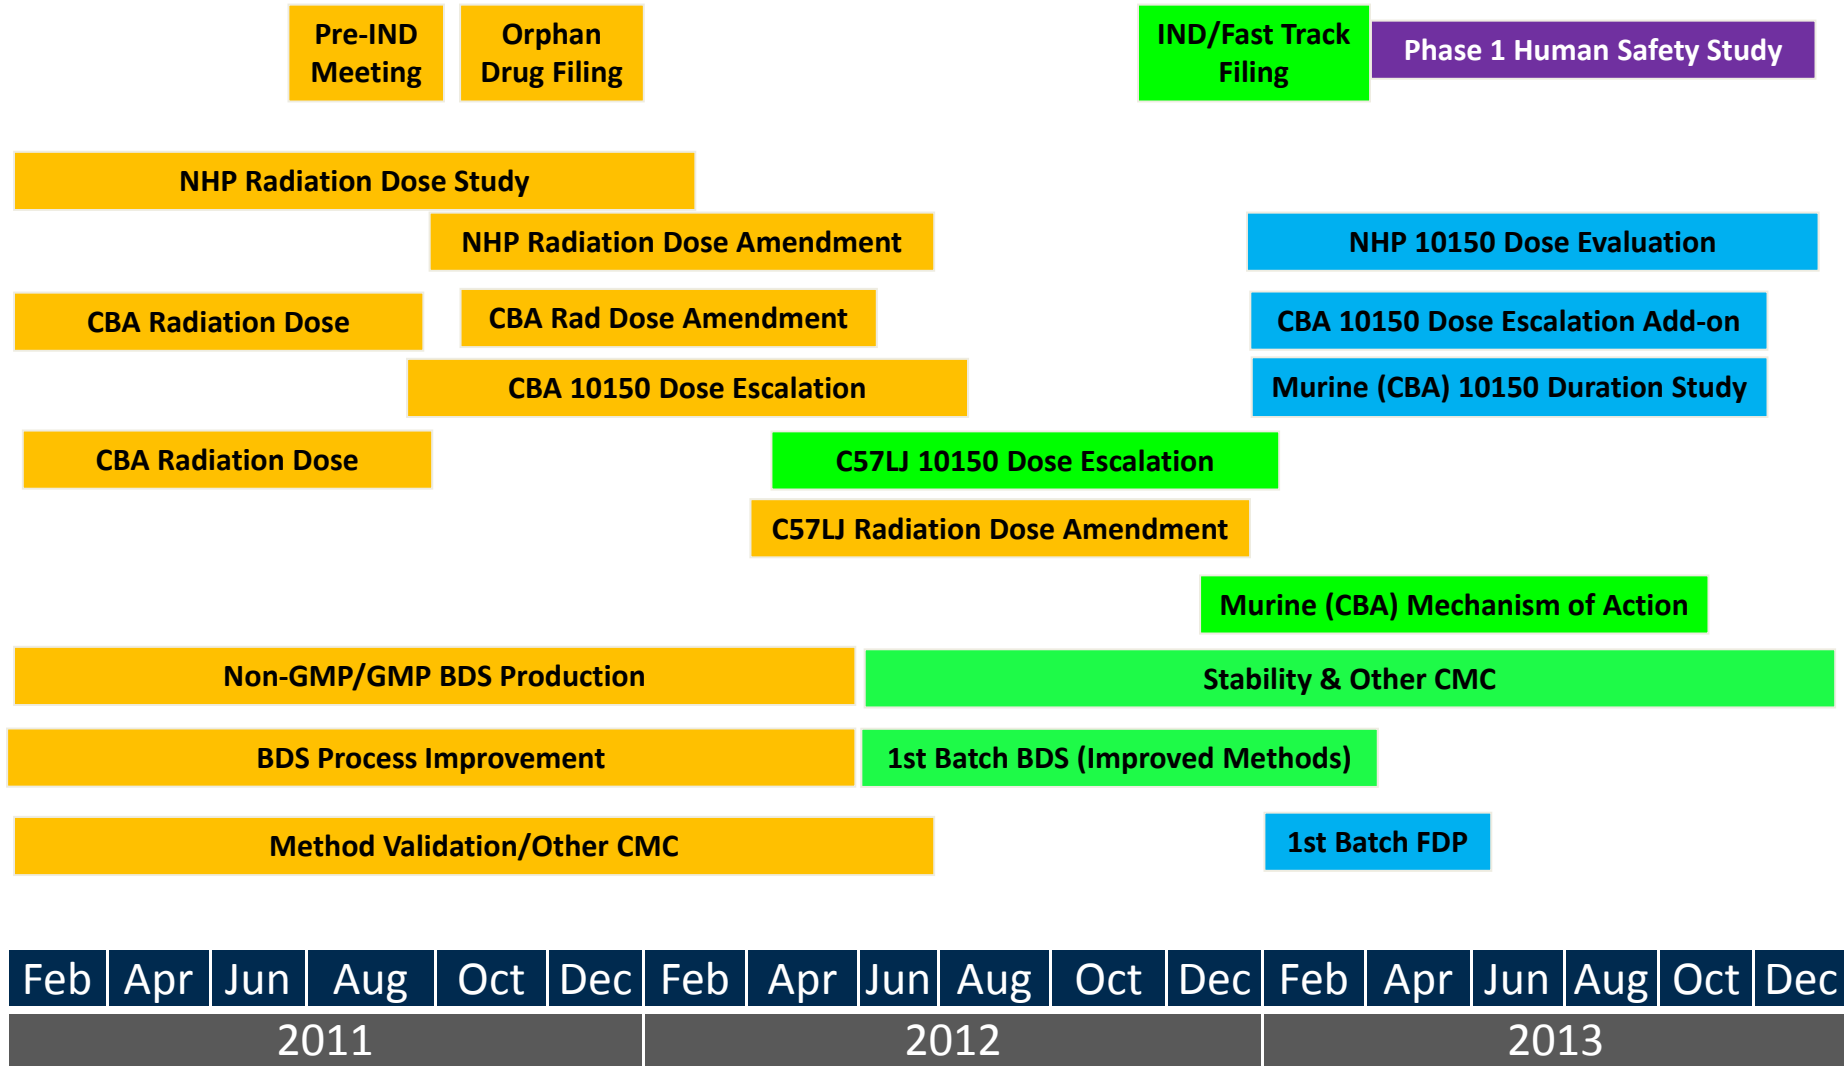 Pre-IND
Meeting
Orphan
Drug Filing
IND/Fast Track
Filing
Phase 1 Human Safety Study
NHP Radiation Dose Study
NHP Radiation Dose Amendment
NHP 10150 Dose Evaluation
CBA Radiation Dose
CBA Rad Dose Amendment
CBA 10150 Dose Escalation Add-on
CBA 10150 Dose Escalation
Murine (CBA) 10150 Duration Study
CBA Radiation Dose
C57LJ 10150 Dose Escalation
C57LJ Radiation Dose Amendment
Murine (CBA) Mechanism of Action
Non-GMP/GMP BDS Production
Stability & Other CMC
BDS Process Improvement
1st Batch BDS (Improved Methods)
Method Validation/Other CMC
1st Batch FDP
Feb Apr Jun Aug Oct Dec Feb Apr Jun Aug Oct Dec Feb Apr Jun Aug Oct Dec
2011 2012 2013